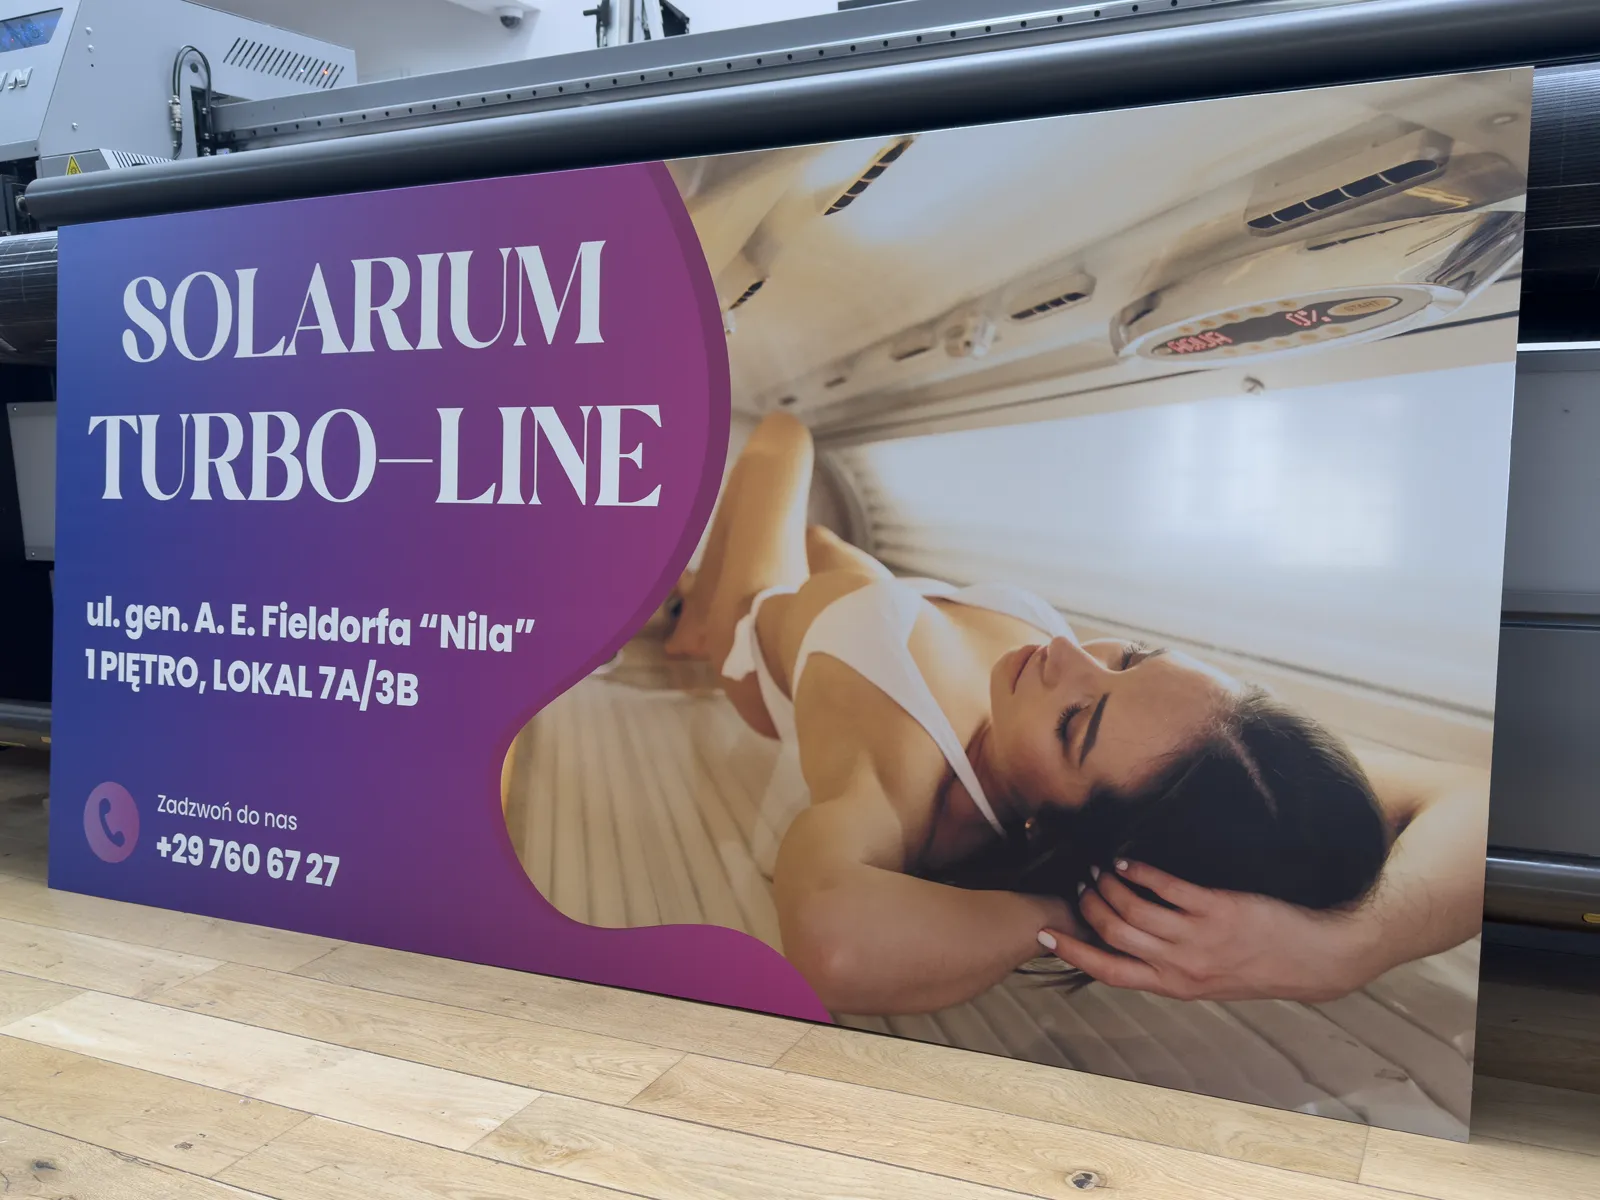 SOLARIUM
TURBO–LINE
ul. gen. A. E. Fieldorfa “Nila”
1 PIĘTRO, LOKAL 7A/3B
Zadzwoń do nas
+29 760 67 27
START